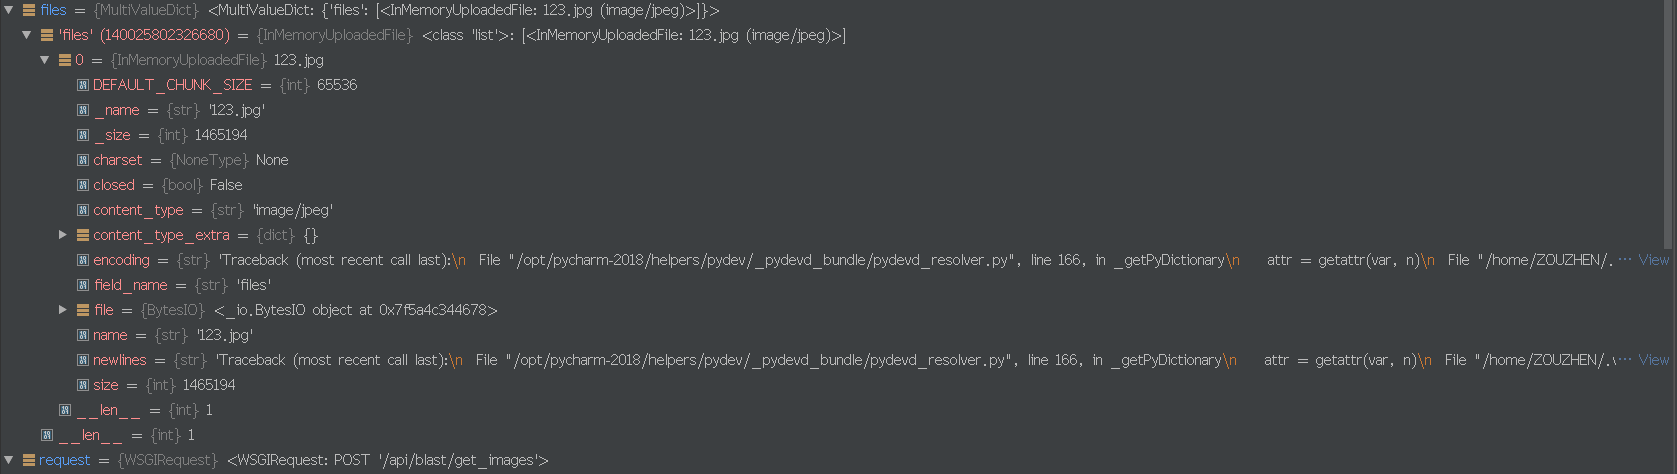 files = {MultiValueDict} <MultiValueDict: {'files': [<InMemoryUploadedFile: 123.jpg (image/jpeg)>]}>
'files' (140025802326680) = {InMemoryUploadedFile} <class 'list'>: [<InMemoryUploadedFile: 123.jpg (image/jpeg)>]
0 = {InMemoryUploadedFile} 123.jpg
DEFAULT_CHUNK_SIZE = {int} 65536
_name = {str} '123.jpg'
_size = {int} 1465194
charset = {NoneType} None
closed = {bool} False
content_type = {str} 'image/jpeg'
content_type_extra = {dict} {}
encoding = {str} 'Traceback (most recent call last):\n  File "/opt/pycharm-2018/helpers/pydev/_pydevd_bundle/pydevd_resolver.py", line 166, in _getPyDictionary\n    attr = getattr(var, n)\n  File "/home/ZOUZHEN/. ... View
field_name = {str} 'files'
file = {BytesIO} <_io.BytesIO object at 0x7f5a4c344678>
name = {str} '123.jpg'
newlines = {str} 'Traceback (most recent call last):\n  File "/opt/pycharm-2018/helpers/pydev/_pydevd_bundle/pydevd_resolver.py", line 166, in _getPyDictionary\n    attr = getattr(var, n)\n  File "/home/ZOUZHEN/. ... View
size = {int} 1465194
__len__ = {int} 1
__len__ = {int} 1
request = {WSGIRequest} <WSGIRequest: POST '/api/blast/get_images'>